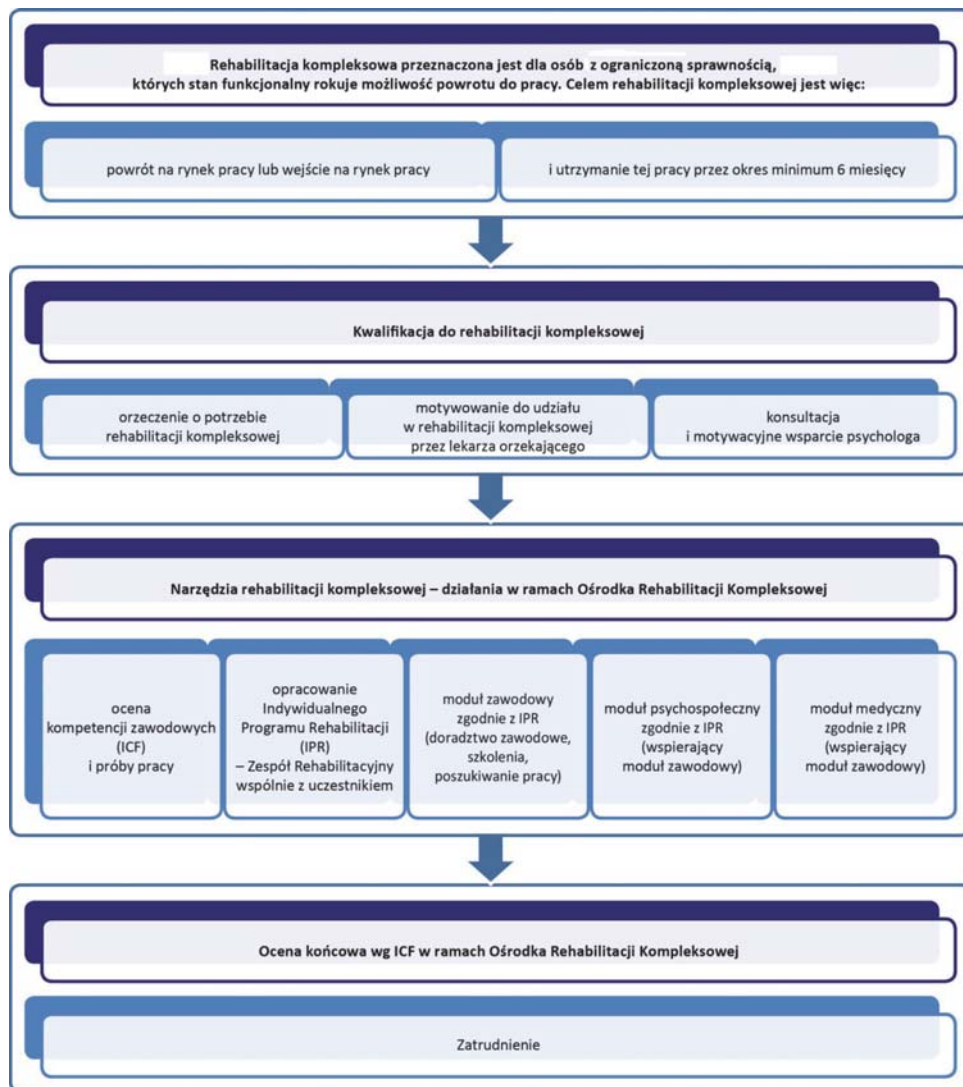 Rehabilitacja kompleksowa przeznaczona jest dla osób z ograniczoną sprawnością,
których stan funkcjonalny rokuje możliwość powrotu do pracy. Celem rehabilitacji kompleksowej jest więc:
powrót na rynek pracy lub wejście na rynek pracy
i utrzymanie tej pracy przez okres minimum 6 miesięcy
Kwalifikacja do rehabilitacji kompleksowej
orzeczenie o potrzebie
rehabilitacji kompleksowej
motywowanie do udziału
w rehabilitacji kompleksowej
przez lekarza orzekającego
konsultacja
i motywacyjne wsparcie psychologa
Narzędzia rehabilitacji kompleksowej – działania w ramach Ośrodka Rehabilitacji Kompleksowej
ocena
kompetencji zawodowych
(ICF)
i próby pracy
opracowanie
Indywidualnego
Programu Rehabilitacji
(IPR)
– Zespół Rehabilitacyjny
wspólnie z uczestnikiem
moduł zawodowy
zgodnie z IPR
(doradztwo zawodowe,
szkolenia,
poszukiwanie pracy)
moduł psychospołeczny
zgodnie z IPR
(wspierający
moduł zawodowy)
moduł medyczny
zgodnie z IPR
(wspierający
moduł zawodowy)
Ocena końcowa wg ICF w ramach Ośrodka Rehabilitacji Kompleksowej
Zatrudnienie